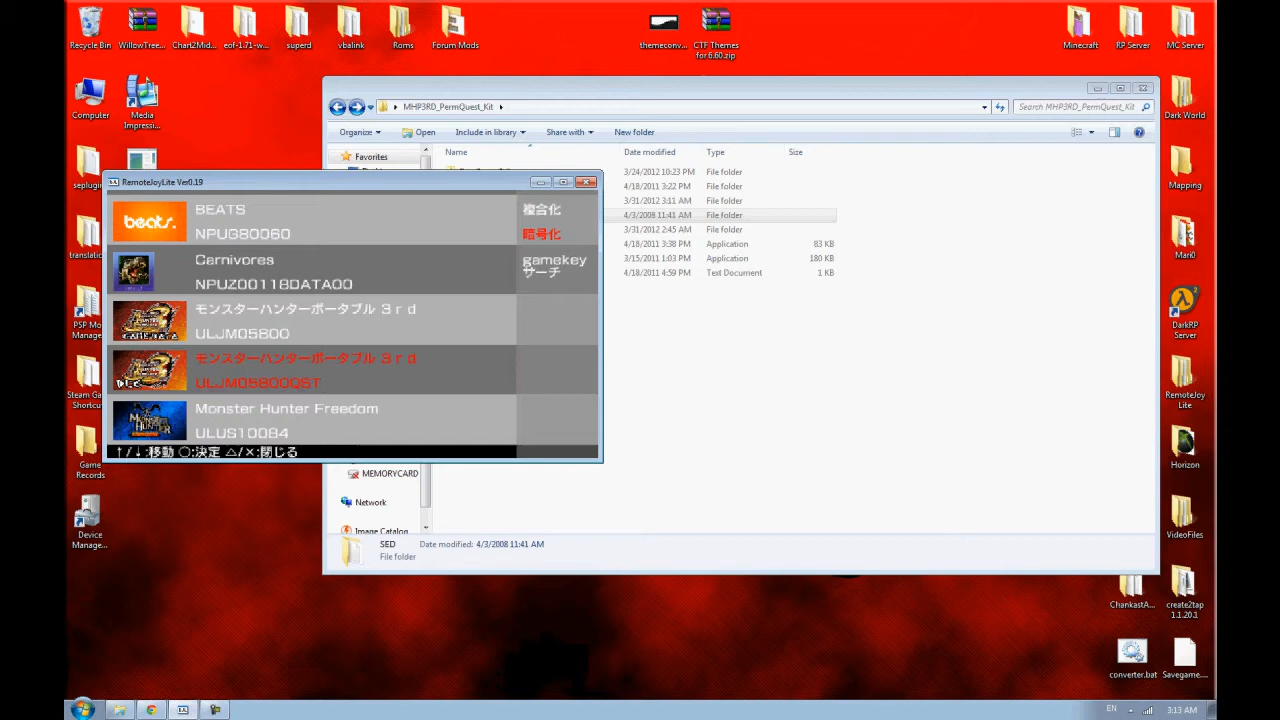 Recycle Bin
WillowTree...
Chart2Mid...
eof-1.71-w...
superd
vbalink
Roms
Forum Mods
themeconv...
CTF Themes
for 6.60.zip
Minecraft
RP Server
MC Server
Computer
Media
Impressi...
MHP3RD_PermQuest_Kit
Search MHP3RD_PermQuest_Kit
Dark World
Organize
Open
Include in library
Share with
New folder
Favorites
Name
Date modified
Type
Size
3/24/2012 10:23 PM
File folder
4/18/2011 3:22 PM
File folder
3/31/2012 3:11 AM
File folder
4/3/2008 11:41 AM
File folder
3/31/2012 2:45 AM
File folder
4/18/2011 3:38 PM
Application
83 KB
3/15/2011 1:03 PM
Application
180 KB
4/18/2011 4:59 PM
Text Document
1 KB
seplugin
RemoteJoyLite Ver0.19
beats.
BEATS
NPUG80060
複合化
暗号化
Carnivores
NPUZ00118DATA00
gamekey
サーチ
モンスターハンターポータブル 3rd
ULJM05800
モンスターハンターポータブル 3rd
ULJM05800QST
Monster Hunter Freedom
ULUS10084
↑/↓:移動 ○:決定 △/×:閉じる
translati
PSP Mo
Manage
Steam Ga
Shortcu
Game
Records
Device
Manage...
Mapping
Mari0
DarkRP
Server
RemoteJoy
Lite
Horizon
VideoFiles
MEMORYCARD
Network
Image Catalog
SED
Date modified: 4/3/2008 11:41 AM
File folder
ChankastA...
create2tap
1.1.20.1
converter.bat
Savegame....
EN
3:13 AM